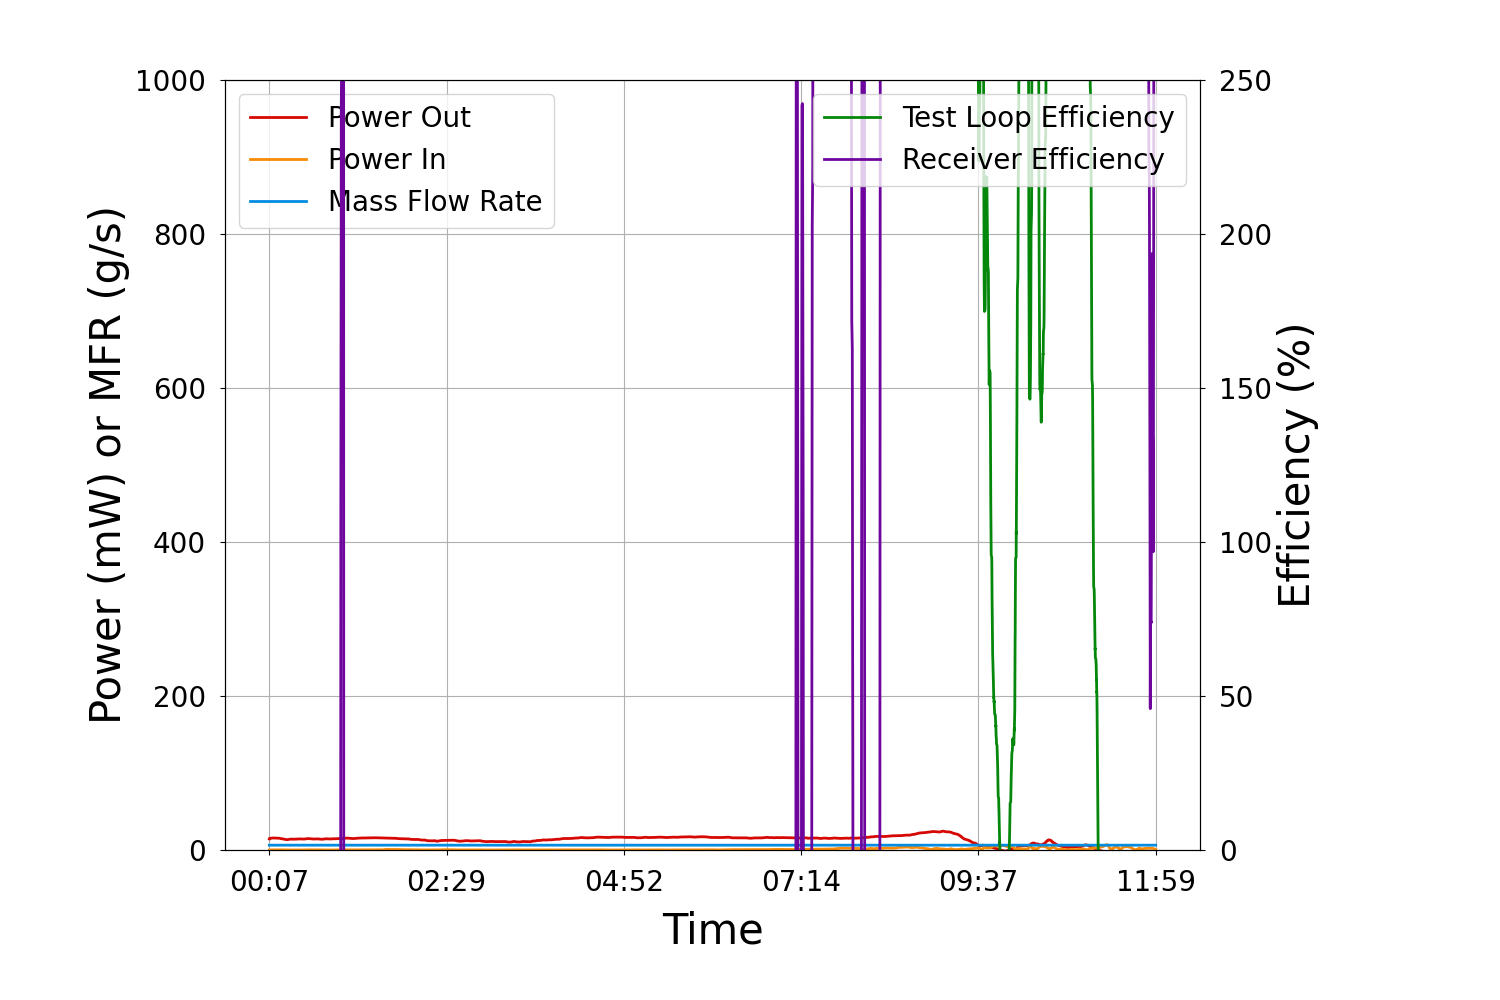 1000
800
600
400
200
0
Power (mW) or MFR (g/s)
Power Out
Power In
Mass Flow Rate
Test Loop Efficiency
Receiver Efficiency
250
200
150
100
50
0
Efficiency (%)
00:07 02:29 04:52 07:14 09:37 11:59
Time